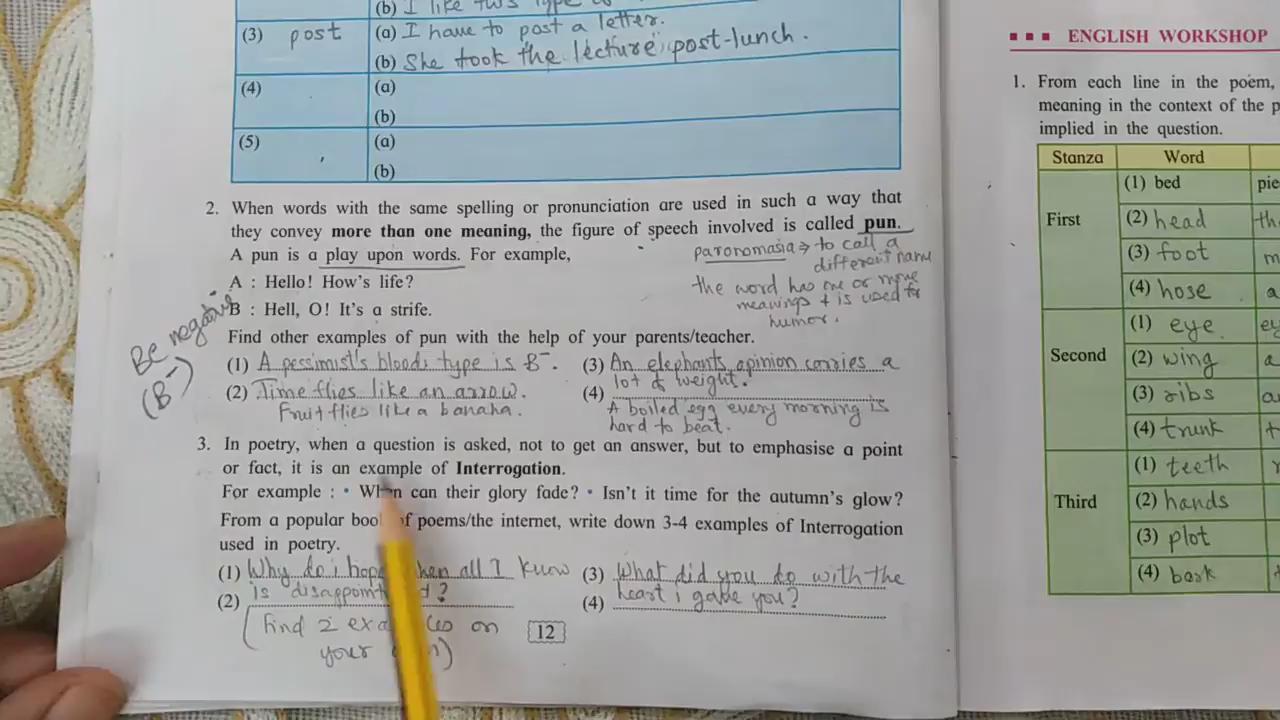 (b) I like this type
(3) post (a) I have to post a letter.
(b) She took the lecture post-lunch.
(4) (a)
(b)
(5) (a)
(b)
2. When words with the same spelling or pronunciation are used in such a way that
they convey more than one meaning, the figure of speech involved is called pun.
A pun is a play upon words. For example,
paronomasia → to call a
different name
the word has one or more
meanings & is used for
humor.
A : Hello! How's life?
B : Hell, O! It's a strife.
Be negative
(B-)
Find other examples of pun with the help of your parents/teacher.
(1) A pessimist's blood type is B-.
(2) Time flies like an arrow.
Fruit flies like a banana.
(3) An elephants opinion carries a
lot of weight.
(4)
A boiled egg every morning is
hard to beat.
3. In poetry, when a question is asked, not to get an answer, but to emphasise a point
or fact, it is an example of Interrogation.
For example : • When can their glory fade? • Isn't it time for the autumn's glow?
From a popular book of poems/the internet, write down 3-4 examples of Interrogation
used in poetry.
(1) Why do i hope when all I know
is disappointment?
(2)
(3) What did you do with the
heart i gave you?
(4)
(Find 2 examples on
your own)
12
ENGLISH WORKSHOP
1. From each line in the poem,
meaning in the context of the
implied in the question.
Stanza Word
First (1) bed pie
(2) head th
(3) foot m
(4) hose a
Second (1) eye ey
(2) wing a
(3) ribs
(4) trunk
Third (1) teeth
(2) hands
(3) plot
(4) bark